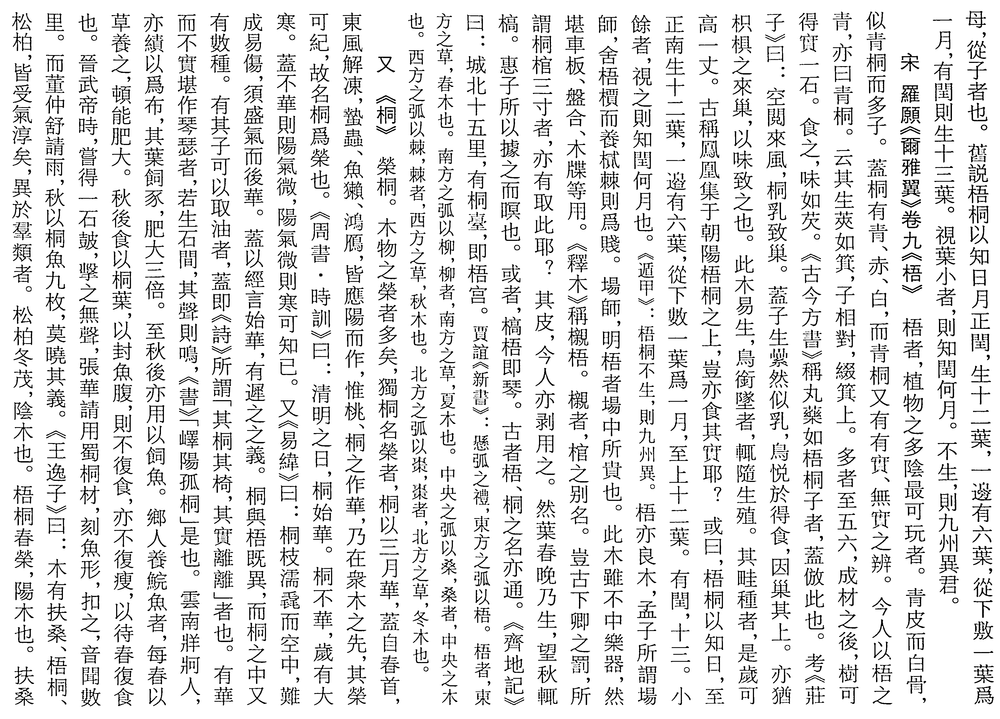 母，從子者也。舊説梧桐以知日月正閏，生十二葉，一邊有六葉，從下敷一葉爲
一月，有閏則生十三葉。視葉小者，則知閏何月。不生，則九州異君。
宋　羅願《爾雅翼》卷九《梧》　梧者，植物之多陰最可玩者。青皮而白骨，
似青桐而多子。蓋桐有青、赤、白，而青桐又有有實、無實之辨。今人以梧之
青，亦曰青桐。云其生莢如箕，子相對，綴箕上。多者至五六，成材之後，樹可
得實一石。食之，味如芡。《古今方書》稱丸藥如梧桐子者，蓋倣此也。考《莊
子》曰：空閲來風，桐乳致巢。蓋子生纍然似乳，鳥悦於得食，因巢其上。亦猶
枳椇之來巢，以味致之也。此木易生，鳥銜墜者，輒隨生殖。其畦種者，是歲可
高一丈。古稱鳳凰集于朝陽梧桐之上，豈亦食其實耶？或曰，梧桐以知日，至
正南生十二葉，一邊有六葉，從下數一葉爲一月，至上十二葉。有閏，十三。小
餘者，視之則知閏何月也。《遁甲》：梧桐不生，則九州異。梧亦良木，孟子所謂場
師，舍梧檟而養樲棘則爲賤。場師，明梧者場中所貴也。此木雖不中樂器，然
堪車板、盤合、木牒等用。《釋木》稱櫬梧。櫬者，棺之别名。豈古下卿之罰，所
謂桐棺三寸者，亦有取此耶？其皮，今人亦剥用之。然葉春晚乃生，望秋輒
槁。惠子所以據之而暝也。或者，槁梧即琴。古者梧、桐之名亦通。《齊地記》
曰：城北十五里，有桐臺，即梧宫。賈誼《新書》：懸弧之禮，東方之弧以梧。梧者，東
方之草，春木也。南方之弧以柳，柳者，南方之草，夏木也。中央之弧以桑，桑者，中央之木
也。西方之弧以棘，棘者，西方之草，秋木也。北方之弧以棗，棗者，北方之草，冬木也。
又　《桐》　榮桐。木物之榮者多矣，獨桐名榮者，桐以三月華，蓋自春首，
東風解凍，蟄蟲、魚獺、鴻鴈，皆應陽而作，惟桃、桐之作華，乃在衆木之先，其榮
可紀，故名桐爲榮也。《周書·時訓》曰：清明之日，桐始華。桐不華，歲有大
寒。蓋不華則陽氣微，陽氣微則寒可知已。又《易緯》曰：桐枝濡毳而空中，難
成易傷，須盛氣而後華。蓋以經言始華，有遲之之義。桐與梧既異，而桐之中又
有數種。有其子可以取油者，蓋即《詩》所謂「其桐其椅，其實離離」者也。有華
而不實堪作琴瑟者，若生石間，其聲則鳴，《書》「嶧陽孤桐」是也。雲南牂牁人，
亦績以爲布，其葉飼豕，肥大三倍。至秋後亦用以飼魚。鄉人養鯇魚者，每春以
草養之，頓能肥大。秋後食以桐葉，以封魚腹，則不復食，亦不復瘦，以待春復食
也。晉武帝時，嘗得一石鼓，擊之無聲，張華請用蜀桐材，刻魚形，扣之，音聞數
里。而董仲舒請雨，秋以桐魚九枚，莫曉其義。《王逸子》曰：木有扶桑、梧桐、
松柏，皆受氣淳矣，異於羣類者。松柏冬茂，陰木也。梧桐春榮，陽木也。扶桑